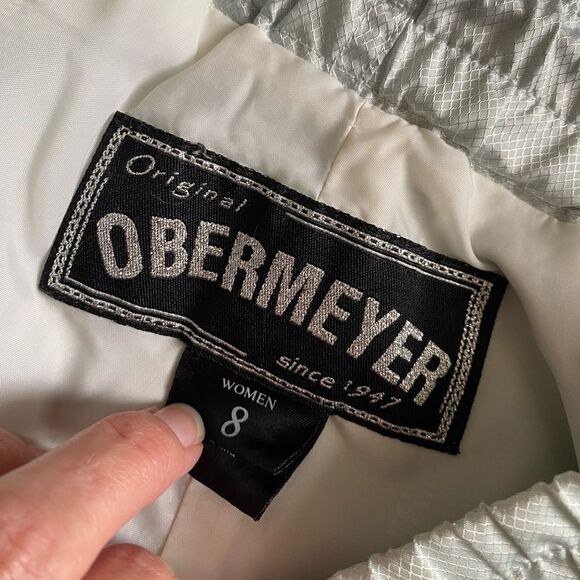 Original
OBERMEYER
since 1947
WOMEN
8